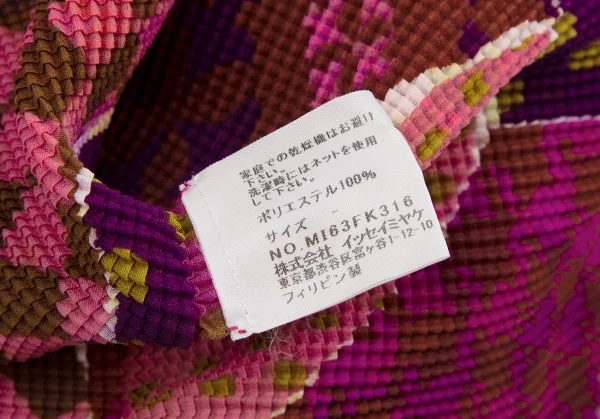 家庭での乾燥機はお避け
下さい。
洗濯時にはネットを使用
して下さい。
ポリエステル100%
サイズ -
NO.MI63FK316
株式会社 イッセイミヤケ
東京都渋谷区富ケ谷1-12-10
フィリピン製